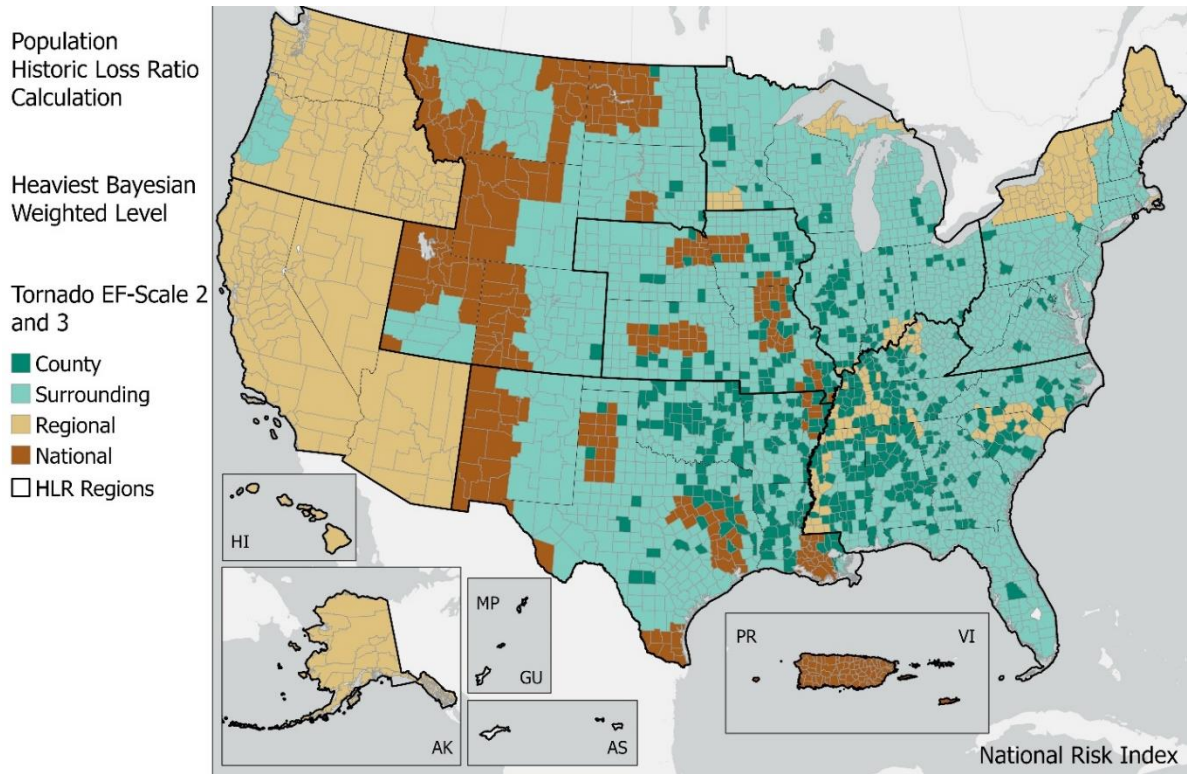 Population
Historic Loss Ratio
Calculation
Heaviest Bayesian
Weighted Level
Tornado EF-Scale 2
and 3
County
Surrounding
Regional
National
HLR Regions
HI
AK
MP
GU
AS
PR
VI
National Risk Index